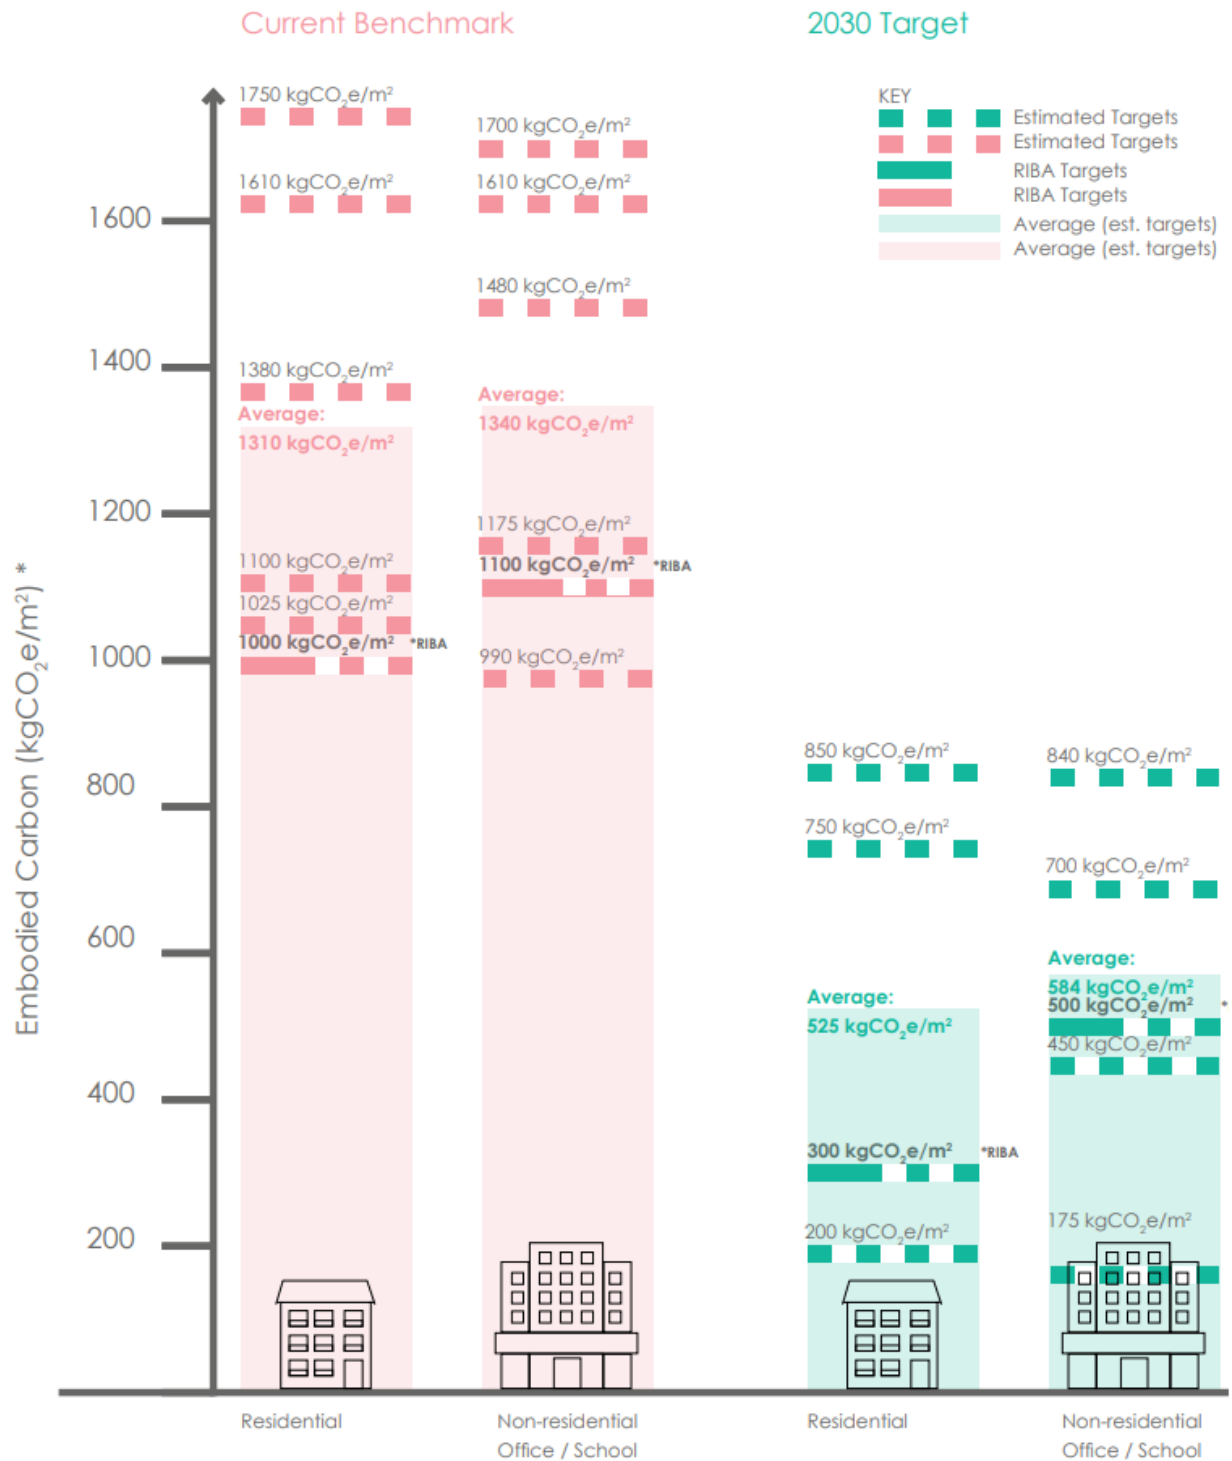 Current Benchmark
2030 Target
KEY
Estimated Targets
Estimated Targets
RIBA Targets
RIBA Targets
Average (est. targets)
Average (est. targets)
Embodied Carbon (kgCO₂e/m²) *
1600
1400
1200
1000
800
600
400
200
1750 kgCO₂e/m²
1610 kgCO₂e/m²
1380 kgCO₂e/m²
Average:
1310 kgCO₂e/m²
1100 kgCO₂e/m²
1025 kgCO₂e/m²
1000 kgCO₂e/m² *RIBA
Residential
1700 kgCO₂e/m²
1610 kgCO₂e/m²
1480 kgCO₂e/m²
Average:
1340 kgCO₂e/m²
1175 kgCO₂e/m²
1100 kgCO₂e/m² *RIBA
990 kgCO₂e/m²
Non-residential
Office / School
850 kgCO₂e/m²
750 kgCO₂e/m²
Average:
525 kgCO₂e/m²
300 kgCO₂e/m² *RIBA
200 kgCO₂e/m²
Residential
840 kgCO₂e/m²
700 kgCO₂e/m²
Average:
584 kgCO₂e/m²
500 kgCO₂e/m² *
450 kgCO₂e/m²
175 kgCO₂e/m²
Non-residential
Office / School